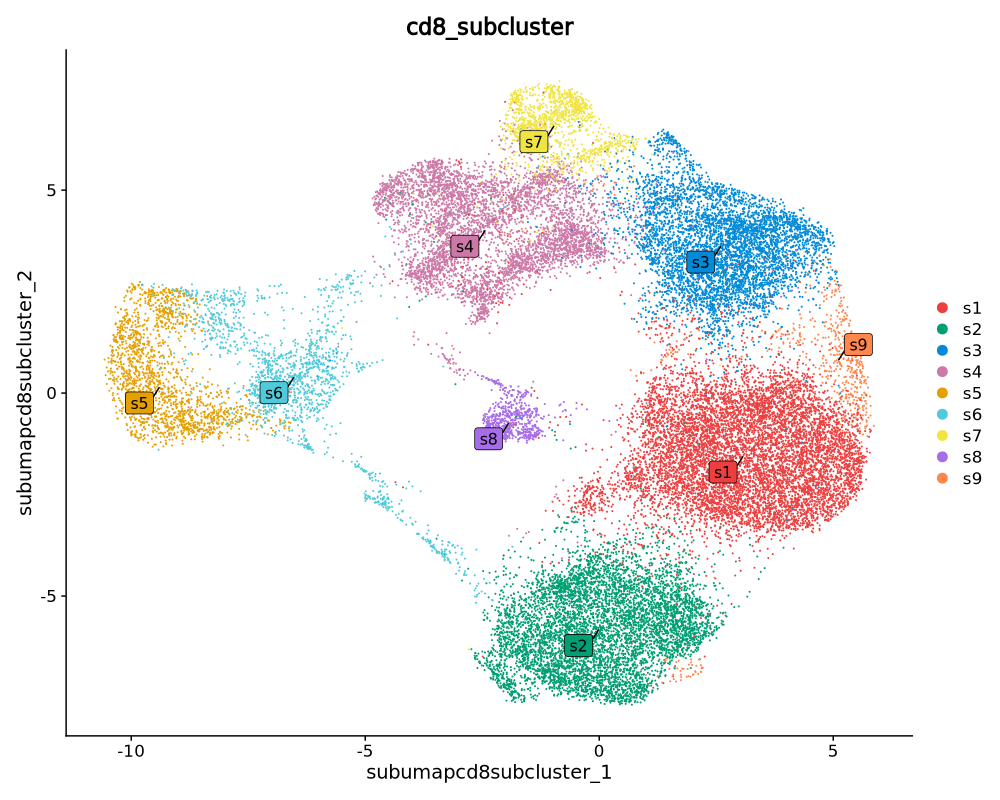 cd8_subcluster
subumapcd8subcluster_2
5
0
-5
-10
-5
0
5
subumapcd8subcluster_1
s7
s4
s3
s9
s5
s6
s8
s1
s2
s1
s2
s3
s4
s5
s6
s7
s8
s9